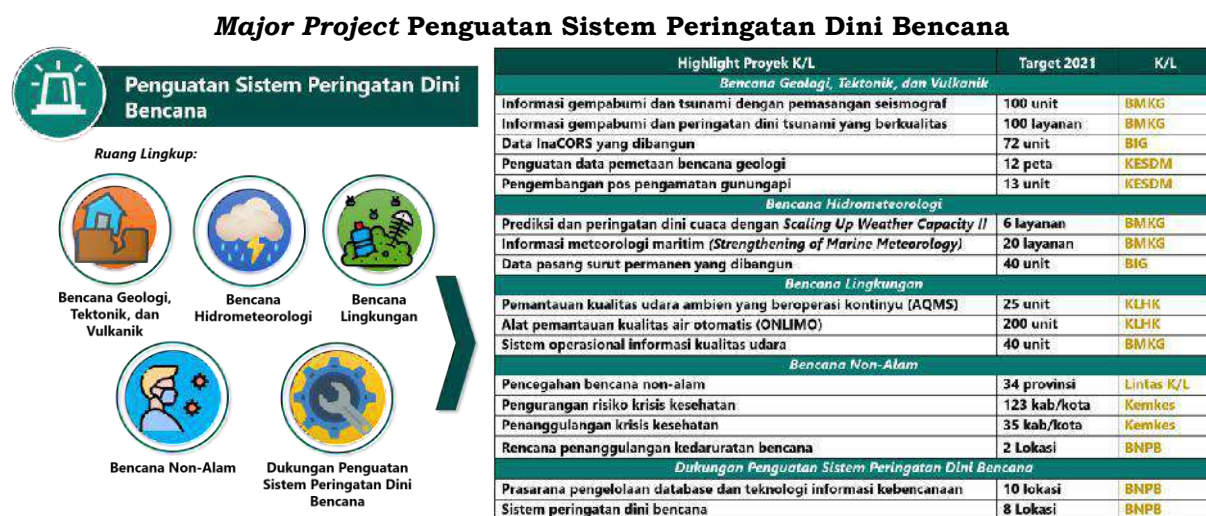 Major Project Penguatan Sistem Peringatan Dini Bencana
Penguatan Sistem Peringatan Dini
Bencana
Ruang Lingkup:
Bencana Geologi,
Tektonik, dan
Vulkanik
Bencana
Hidrometeorologi
Bencana
Lingkungan
Bencana Non-Alam
Dukungan Penguatan
Sistem Peringatan Dini
Bencana
Highlight Proyek K/L Target 2021 K/L
Bencana Geologi, Tektonik, dan Vulkanik
Informasi gempabumi dan tsunami dengan pemasangan seismograf 100 unit BMKG
Informasi gempabumi dan peringatan dini tsunami yang berkualitas 100 layanan BMKG
Data InaCORS yang dibangun 72 unit BIG
Penguatan data pemetaan bencana geologi 12 peta KESDM
Pengembangan pos pengamatan gunungapi 13 unit KESDM
Bencana Hidrometeorologi
Prediksi dan peringatan dini cuaca dengan Scaling Up Weather Capacity II 6 layanan BMKG
Informasi meteorologi maritim (Strengthening of Marine Meteorology) 20 layanan BMKG
Data pasang surut permanen yang dibangun 40 unit BIG
Bencana Lingkungan
Pemantauan kualitas udara ambien yang beroperasi kontinyu (AQMS) 25 unit KLHK
Alat pemantauan kualitas air otomatis (ONLIMO) 200 unit KLHK
Sistem operasional informasi kualitas udara 40 unit BMKG
Bencana Non-Alam
Pencegahan bencana non-alam 34 provinsi Lintas K/L
Pengurangan risiko krisis kesehatan 123 kab/kota Kemkes
Penanggulangan krisis kesehatan 35 kab/kota Kemkes
Rencana penanggulangan kedaruratan bencana 2 Lokasi BNPB
Dukungan Penguatan Sistem Peringatan Dini Bencana
Prasarana pengelolaan database dan teknologi informasi kebencanaan 10 lokasi BNPB
Sistem peringatan dini bencana 8 Lokasi BNPB